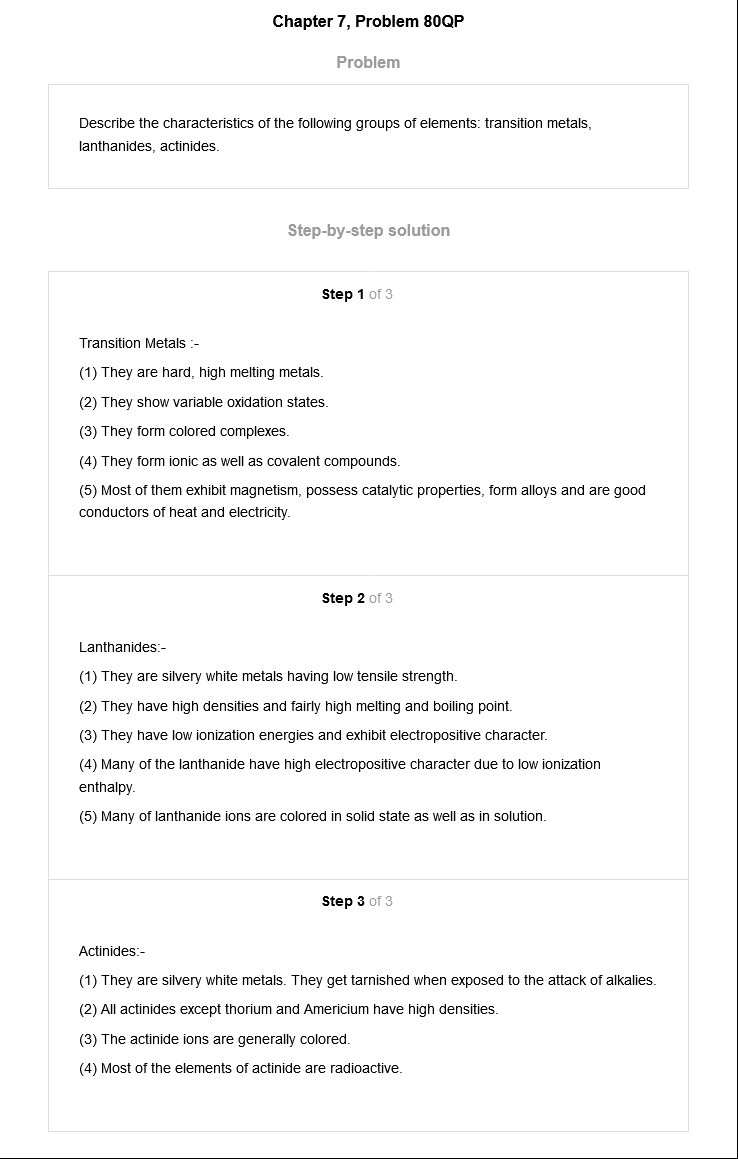 Chapter 7, Problem 80QP
Problem
Describe the characteristics of the following groups of elements: transition metals,
lanthanides, actinides.
Step-by-step solution
Step 1 of 3
Transition Metals :-
(1) They are hard, high melting metals.
(2) They show variable oxidation states.
(3) They form colored complexes.
(4) They form ionic as well as covalent compounds.
(5) Most of them exhibit magnetism, possess catalytic properties, form alloys and are good
conductors of heat and electricity.
Step 2 of 3
Lanthanides:-
(1) They are silvery white metals having low tensile strength.
(2) They have high densities and fairly high melting and boiling point.
(3) They have low ionization energies and exhibit electropositive character.
(4) Many of the lanthanide have high electropositive character due to low ionization
enthalpy.
(5) Many of lanthanide ions are colored in solid state as well as in solution.
Step 3 of 3
Actinides:-
(1) They are silvery white metals. They get tarnished when exposed to the attack of alkalies.
(2) All actinides except thorium and Americium have high densities.
(3) The actinide ions are generally colored.
(4) Most of the elements of actinide are radioactive.